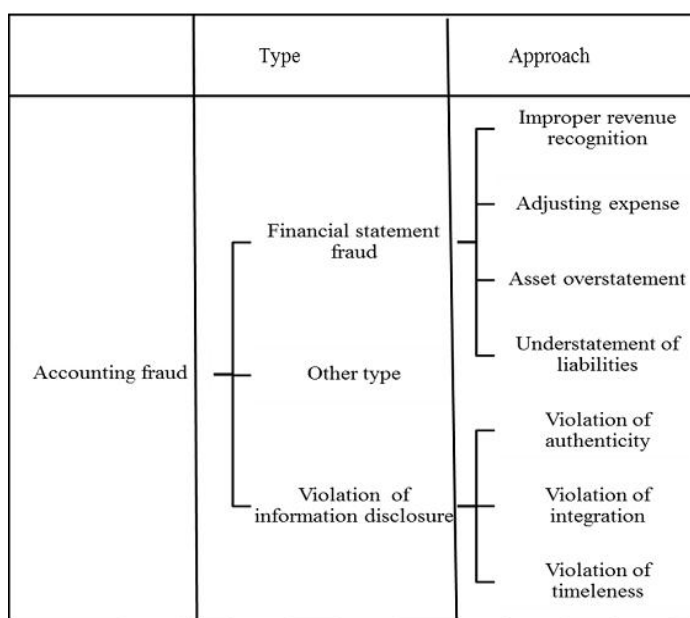 Type
Approach
Improper revenue
recognition
Adjusting expense
Financial statement
fraud
Asset overstatement
Understatement of
liabilities
Accounting fraud
Other type
Violation of
authenticity
Violation of
information disclosure
Violation of
integration
Violation of
timeleness